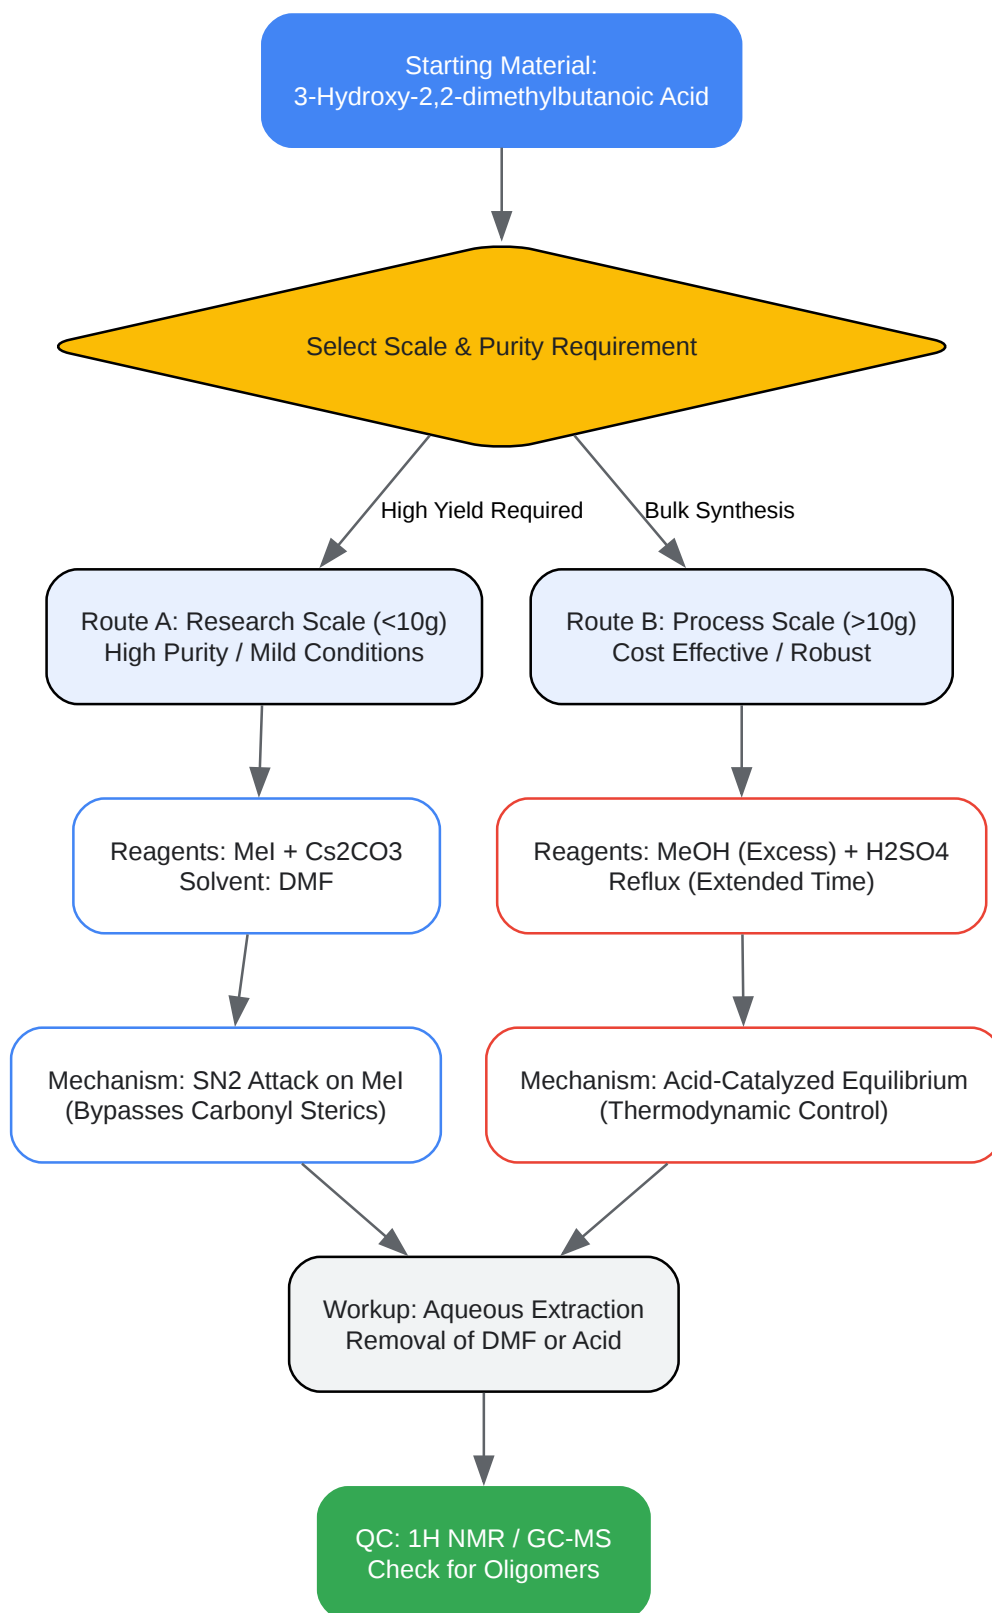 Starting Material:
3-Hydroxy-2,2-dimethylbutanoic Acid
Select Scale & Purity Requirement
High Yield Required
Bulk Synthesis
Route A: Research Scale (<10g)
High Purity / Mild Conditions
Route B: Process Scale (>10g)
Cost Effective / Robust
Reagents: MeI + Cs2CO3
Solvent: DMF
Reagents: MeOH (Excess) + H2SO4
Reflux (Extended Time)
Mechanism: SN2 Attack on MeI
(Bypasses Carbonyl Sterics)
Mechanism: Acid-Catalyzed Equilibrium
(Thermodynamic Control)
Workup: Aqueous Extraction
Removal of DMF or Acid
QC: 1H NMR / GC-MS
Check for Oligomers